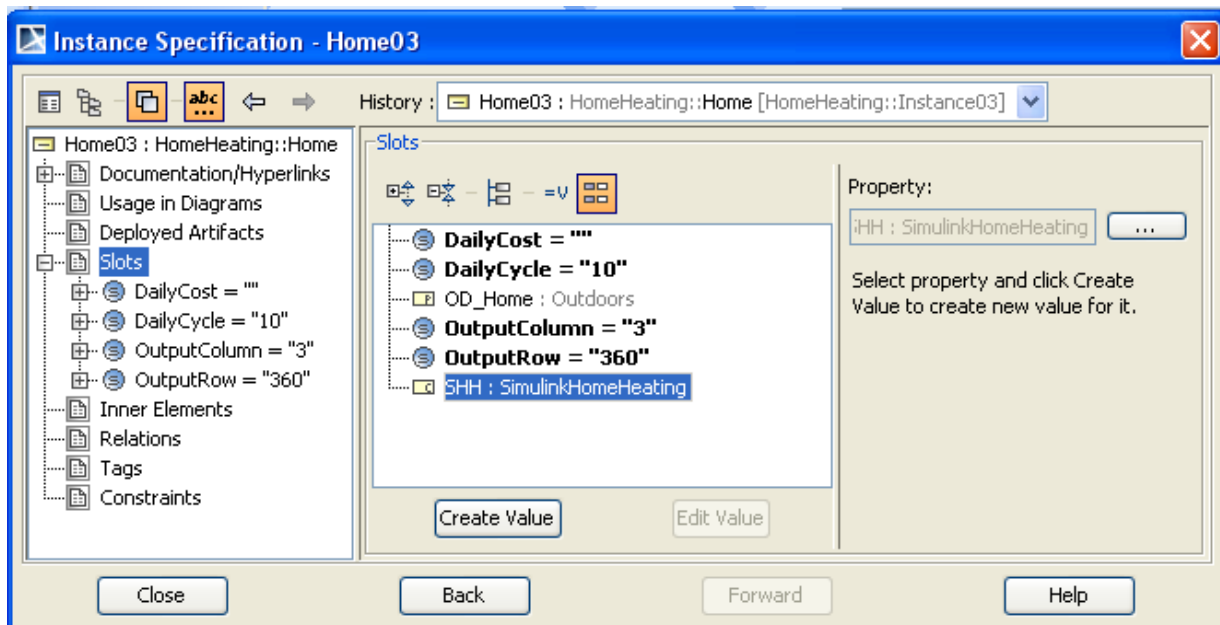 Instance Specification - Home03
abc
History : Home03 : HomeHeating::Home [HomeHeating::Instance03]
Home03 : HomeHeating::Home
Documentation/Hyperlinks
Usage in Diagrams
Deployed Artifacts
Slots
DailyCost = ""
DailyCycle = "10"
OutputColumn = "3"
OutputRow = "360"
Inner Elements
Relations
Tags
Constraints
Slots
=v
DailyCost = ""
DailyCycle = "10"
P OD_Home : Outdoors
OutputColumn = "3"
OutputRow = "360"
C SHH : SimulinkHomeHeating
Create Value
Edit Value
Property:
HH : SimulinkHomeHeating
...
Select property and click Create
Value to create new value for it.
Close
Back
Forward
Help